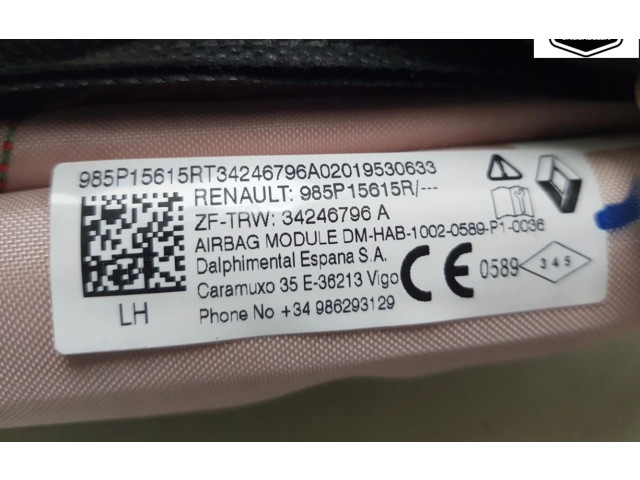 985P15615RT34246796A02019530633
RENAULT: 985P15615R/---
ZF-TRW: 34246796 A
AIRBAG MODULE DM-HAB-1002-0589-P1-0036
Dalphimental Espana S.A.
Caramuxo 35 E-36213 Vigo
Phone No +34 986293129
LH
CE 0589
345